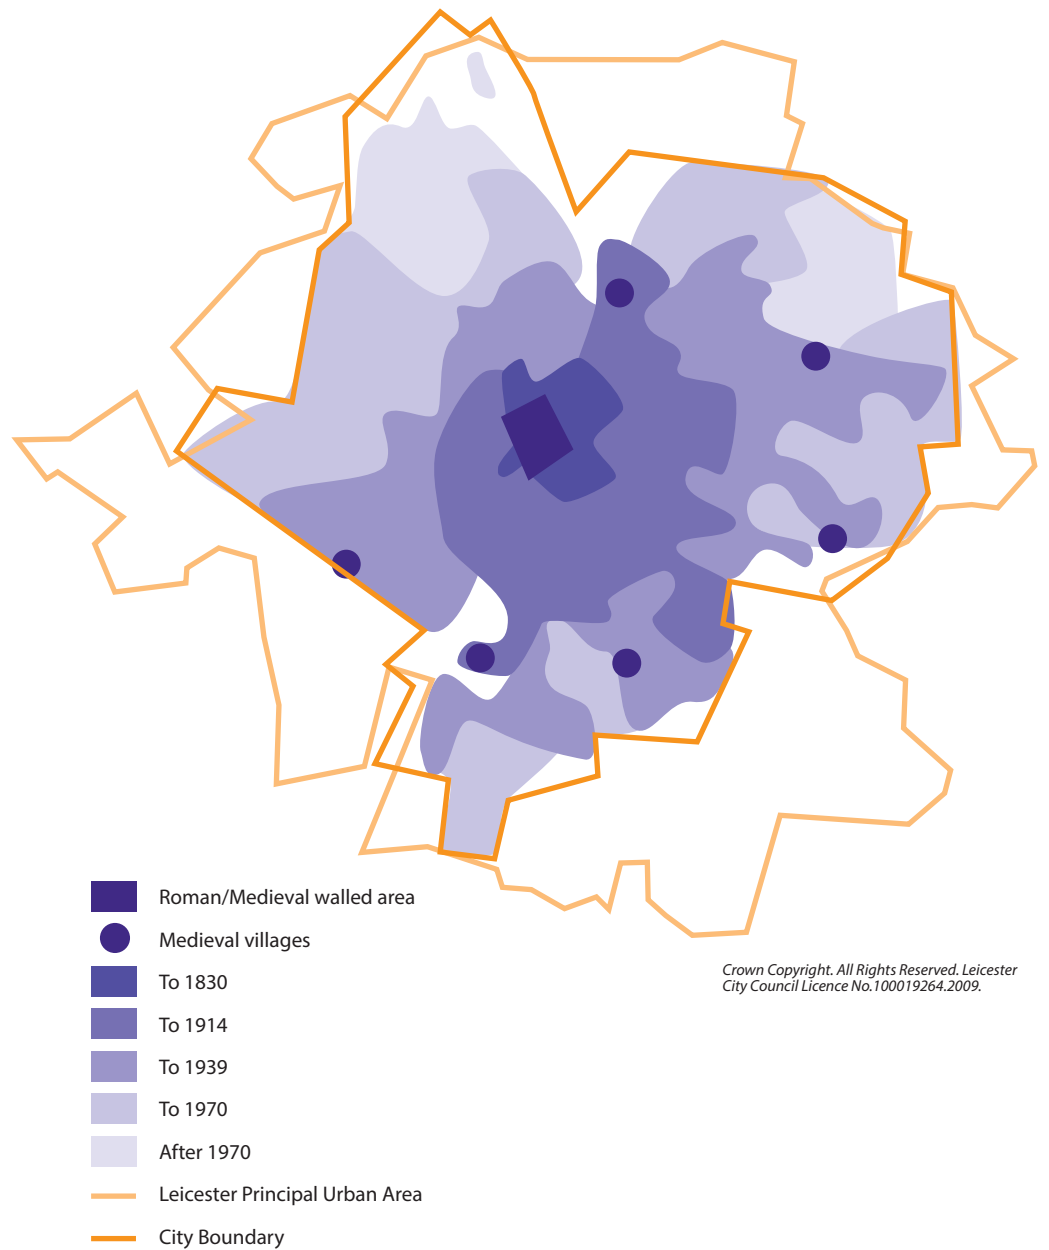 Roman/Medieval walled area
Medieval villages
Crown Copyright. All Rights Reserved. Leicester
City Council Licence No.100019264.2009.
To 1830
To 1914
To 1939
To 1970
After 1970
Leicester Principal Urban Area
City Boundary